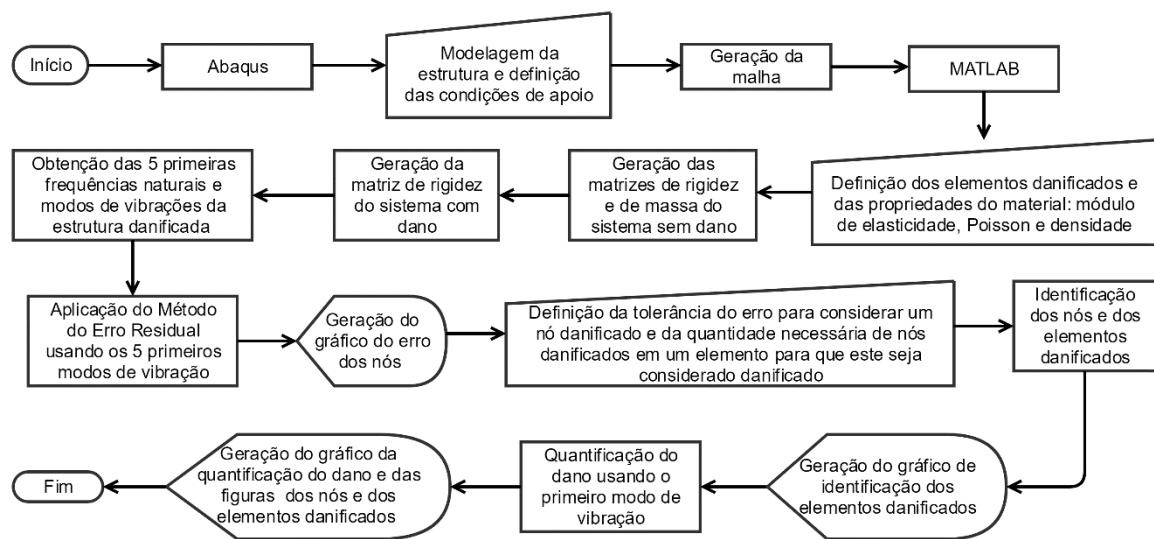 Início
Abaqus
Modelagem da
estrutura e definição
das condições de apoio
Geração da
malha
MATLAB
Definição dos elementos danificados e
das propriedades do material: módulo
de elasticidade, Poisson e densidade
Geração das
matrizes de rigidez
e de massa do
sistema sem dano
Geração da
matriz de rigidez
do sistema com
dano
Obtenção das 5 primeiras
frequências naturais e
modos de vibrações da
estrutura danificada
Aplicação do Método
do Erro Residual
usando os 5 primeiros
modos de vibração
Geração do
gráfico do erro
dos nós
Definição da tolerância do erro para considerar um
nó danificado e da quantidade necessária de nós
danificados em um elemento para que este seja
considerado danificado
Identificação
dos nós e dos
elementos
danificados
Geração do gráfico de
identificação dos
elementos danificados
Quantificação do
dano usando o
primeiro modo de
vibração
Geração do gráfico da
quantificação do dano e das
figuras dos nós e dos
elementos danificados
Fim